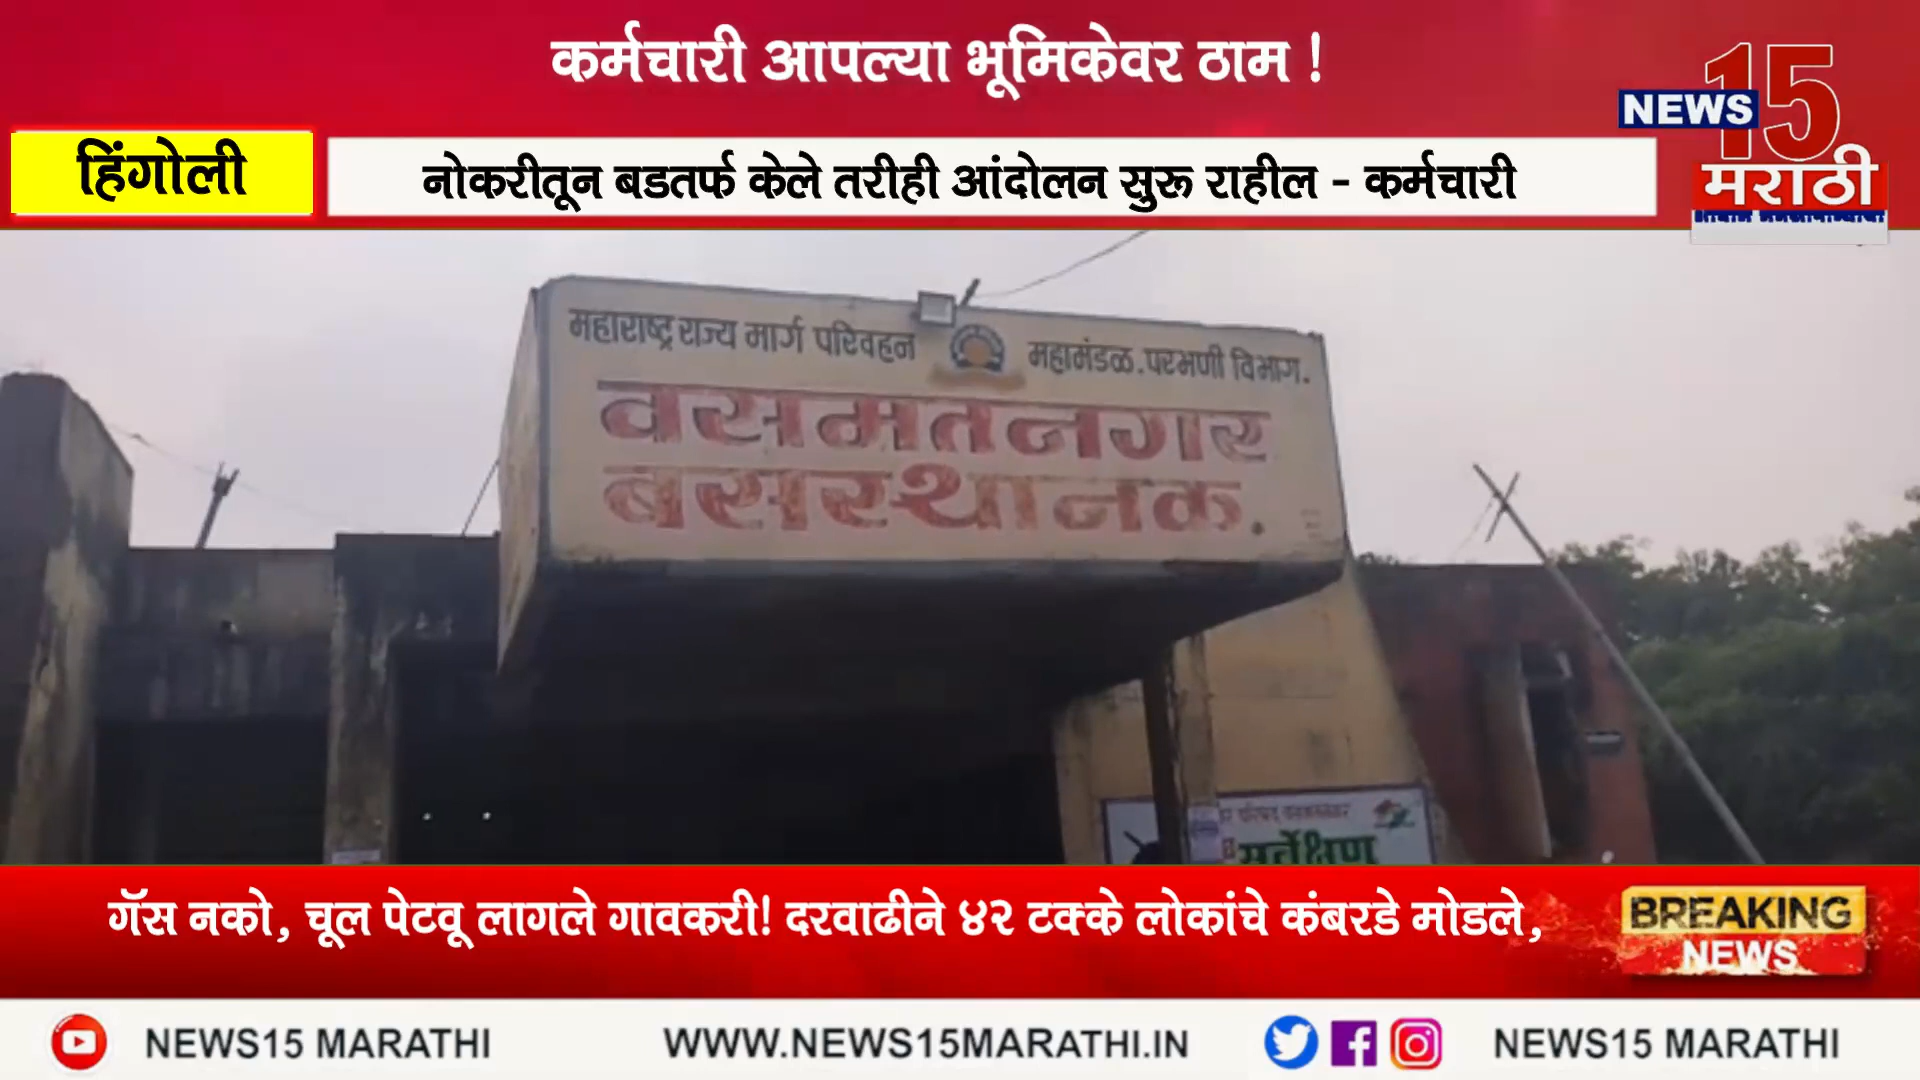 कर्मचारी आपल्या भूमिकेवर ठाम !
NEWS 15
मराठी
हिंगोली
नोकरीतून बडतर्फ केले तरीही आंदोलन सुरू राहील - कर्मचारी
महाराष्ट्र राज्य मार्ग परिवहन महामंडळ. परभणी विभाग.
वसमतनगर
बसस्थानक.
सर्वेक्षण
गॅस नको, चूल पेटवू लागले गावकरी! दरवाढीने ४२ टक्के लोकांचे कंबरडे मोडले,
BREAKING
NEWS
NEWS15 MARATHI
WWW.NEWS15MARATHI.IN
NEWS15 MARATHI